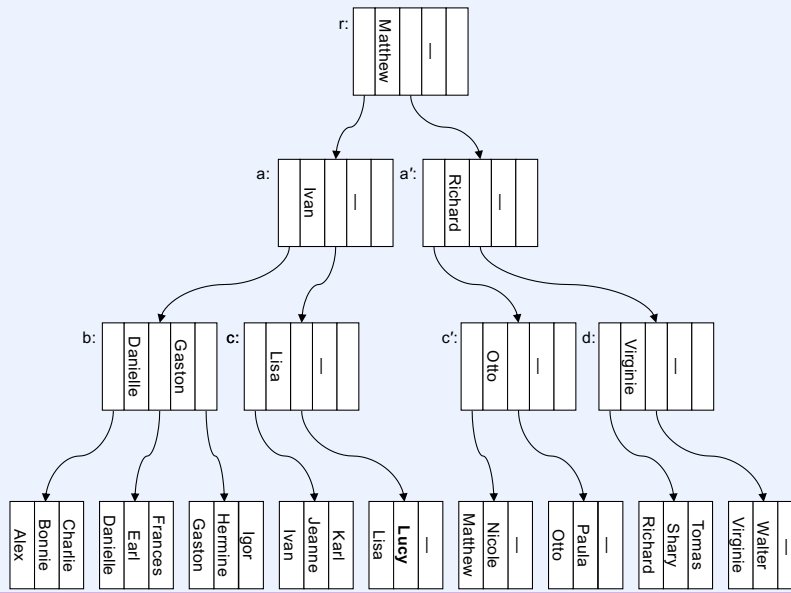 r:
Matthew
—
a:
Ivan
—
a′:
Richard
—
b:
Danielle
Gaston
c:
Lisa
—
c′:
Otto
—
d:
Virginie
—
Alex
Bonnie
Charlie
Danielle
Earl
Frances
Gaston
Hermine
Igor
Ivan
Jeanne
Karl
Lisa
Lucy
—
Matthew
Nicole
—
Otto
Paula
—
Richard
Shary
Tomas
Virginie
Walter
—